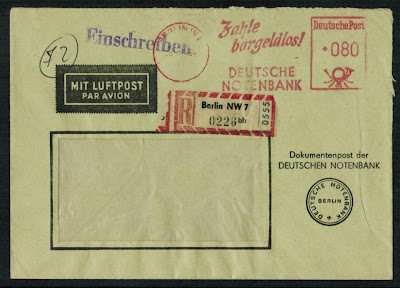 Einschreiben
Zahle
bargeldlos!
DEUTSCHE
NOTENBANK
Deutsche Post
080
MIT LUFTPOST
PAR AVION
R
Berlin NW 7
0226 bh
0555
Dokumentenpost der
DEUTSCHEN NOTENBANK
DEUTSCHE NOTENBANK
BERLIN